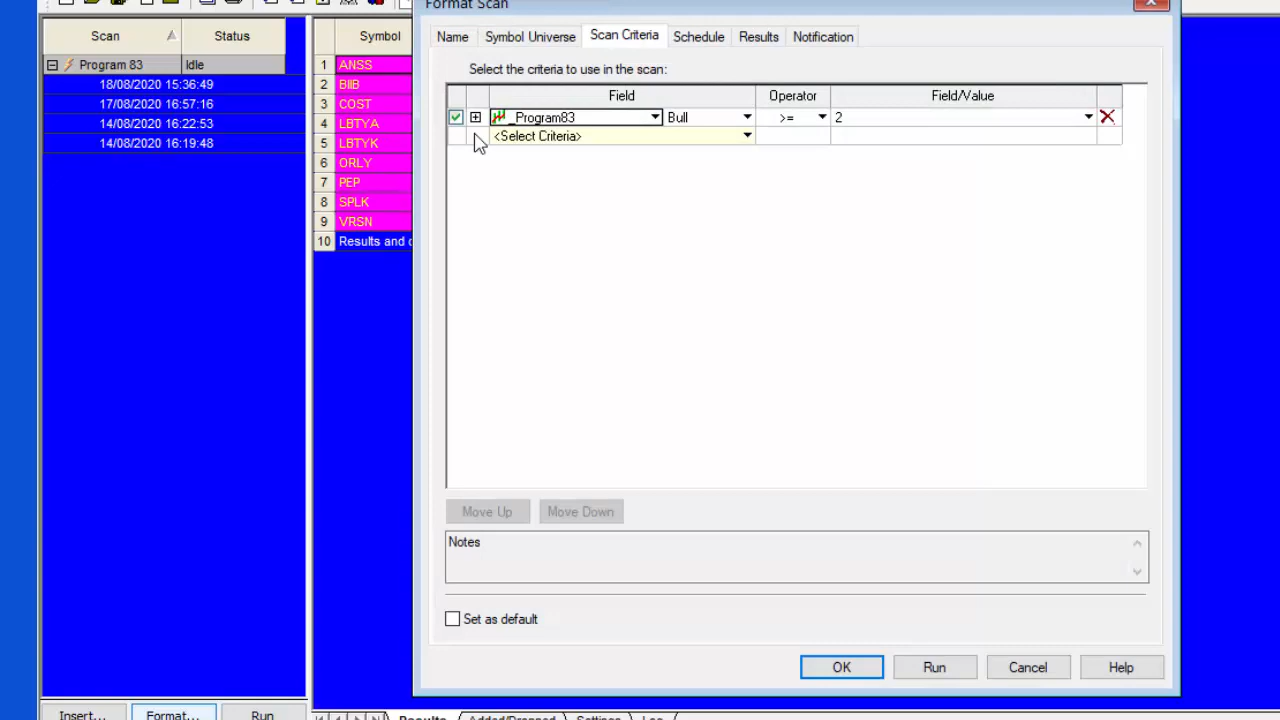 Format Scan
Scan Status
Program 83 Idle
18/08/2020 15:36:49
17/08/2020 16:57:16
14/08/2020 16:22:53
14/08/2020 16:19:48
Symbol
1 ANSS
2 BIIB
3 COST
4 LBTYA
5 LBTYK
6 ORLY
7 PEP
8 SPLK
9 VRSN
10 Results and
Name Symbol Universe Scan Criteria Schedule Results Notification
Select the criteria to use in the scan:
Field Operator Field/Value
_Program83 Bull >= 2
<Select Criteria>
Move Up Move Down
Notes
Set as default
OK Run Cancel Help
Insert... Format... Run
Results Added/Dropped Settings Log